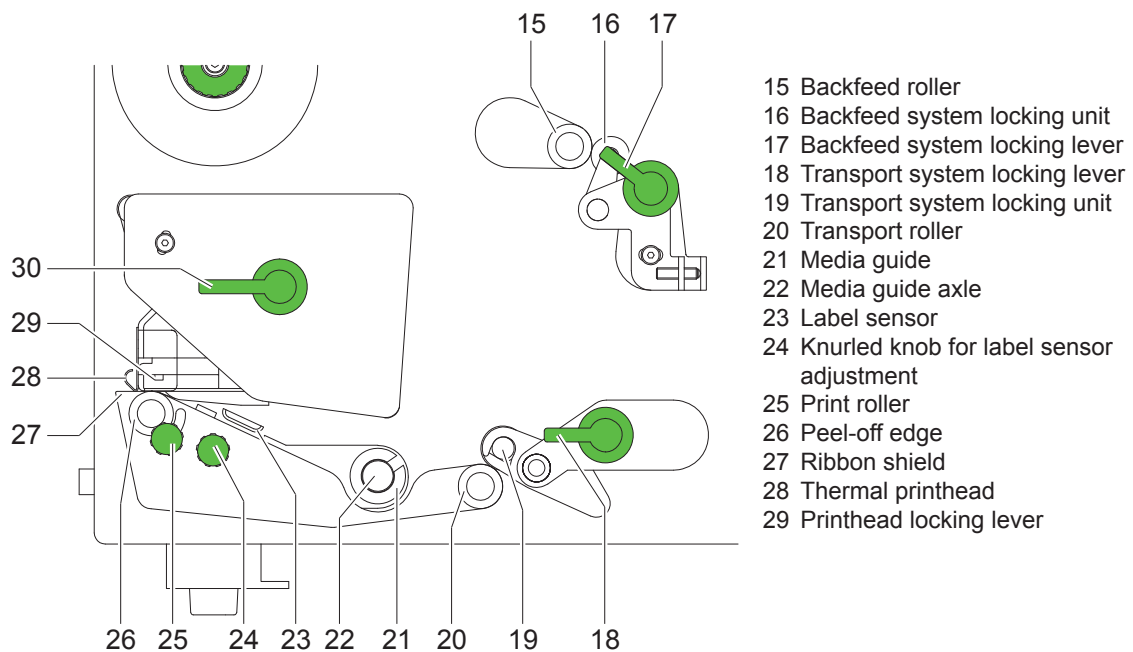 15 16 17
15 Backfeed roller
16 Backfeed system locking unit
17 Backfeed system locking lever
18 Transport system locking lever
19 Transport system locking unit
20 Transport roller
21 Media guide
22 Media guide axle
23 Label sensor
24 Knurled knob for label sensor
adjustment
25 Print roller
26 Peel-off edge
27 Ribbon shield
28 Thermal printhead
29 Printhead locking lever
30
29
28
27
26 25 24 23 22 21 20 19 18